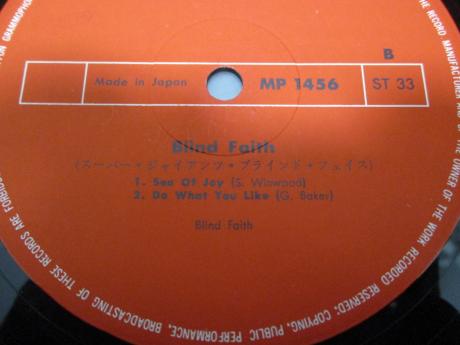 B
Made in Japan
MP 1456
ST 33
Blind Faith
(スーパー・ジャイアンツ・ブラインド・フェイス)
1. Sea Of Joy (S. Winwood)
2. Do What You Like (G. Baker)
Blind Faith
GRAMMOPHON
THE RECORD MANUFACTURER AND OF THE OWNER OF THE WORK RECORDED RESERVED: COPYING, PUBLIC PERFORMANCE, BROADCASTING OF THESE RECORDS ARE FORBIDDEN